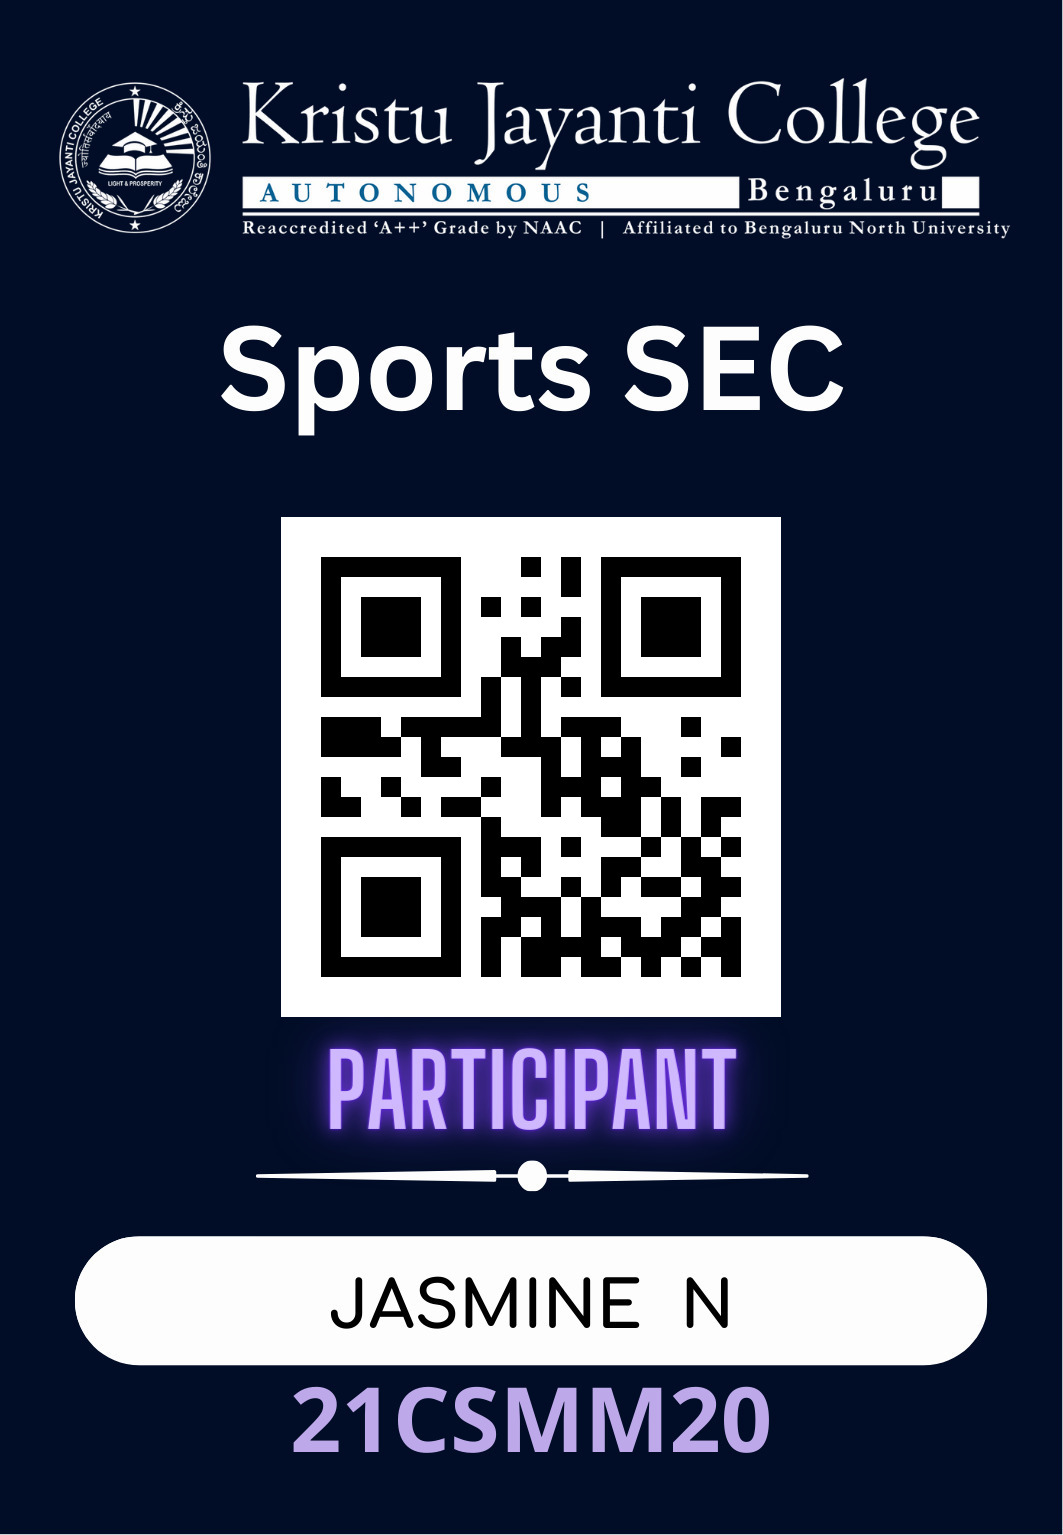 Kristu Jayanti College
AUTONOMOUS Bengaluru
Reaccredited ‘A++’ Grade by NAAC | Affiliated to Bengaluru North University
KRISTU JAYANTI COLLEGE
LIGHT & PROSPERITY
Sports SEC
PARTICIPANT
JASMINE N
21CSMM20